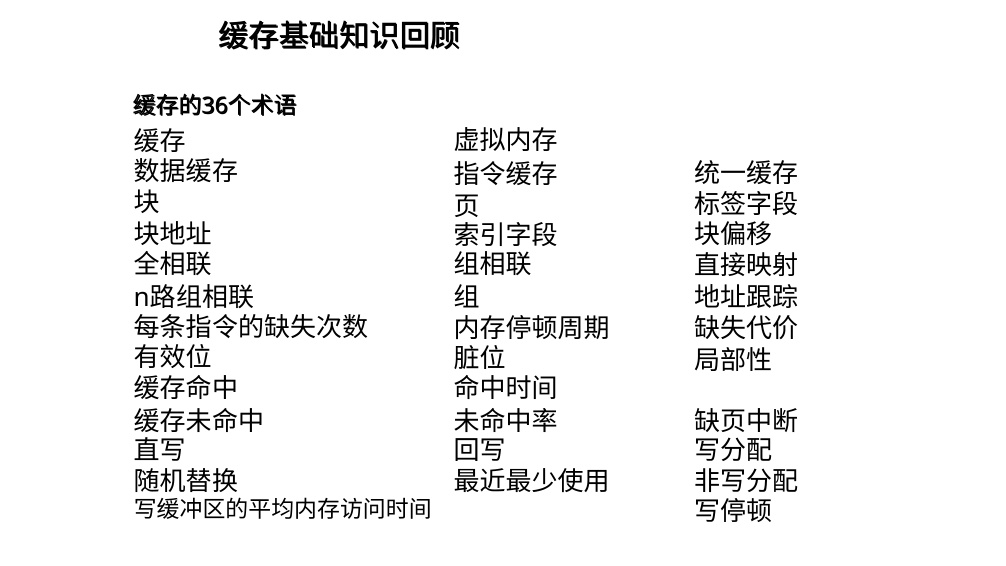 缓存基础知识回顾
缓存的36个术语
缓存 虚拟内存
数据缓存 指令缓存 统一缓存
块 页 标签字段
块地址 索引字段 块偏移
全相联 组相联 直接映射
n路组相联 组 地址跟踪
每条指令的缺失次数 内存停顿周期 缺失代价
有效位 脏位 局部性
缓存命中 命中时间
缓存未命中 未命中率 缺页中断
直写 回写 写分配
随机替换 最近最少使用 非写分配
写缓冲区的平均内存访问时间 写停顿